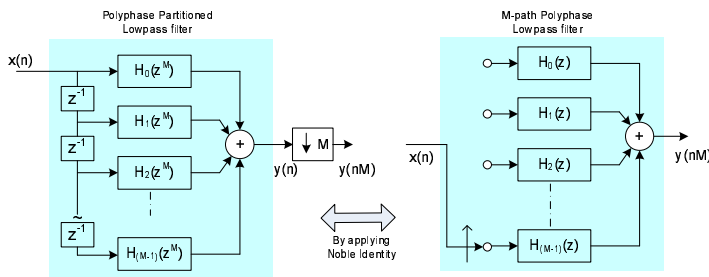 Polyphase Partitioned
Lowpass filter
x(n)
H₀(zᴹ)
z⁻¹
H₁(zᴹ)
z⁻¹
H₂(zᴹ)
+
y(n)
↓ M
y(nM)
~
z⁻¹
H₍M-1₎(zᴹ)
By applying
Noble Identity
M-path Polyphase
Lowpass filter
H₀(z)
H₁(z)
x(n)
H₂(z)
+
y(nM)
H₍M-1₎(z)